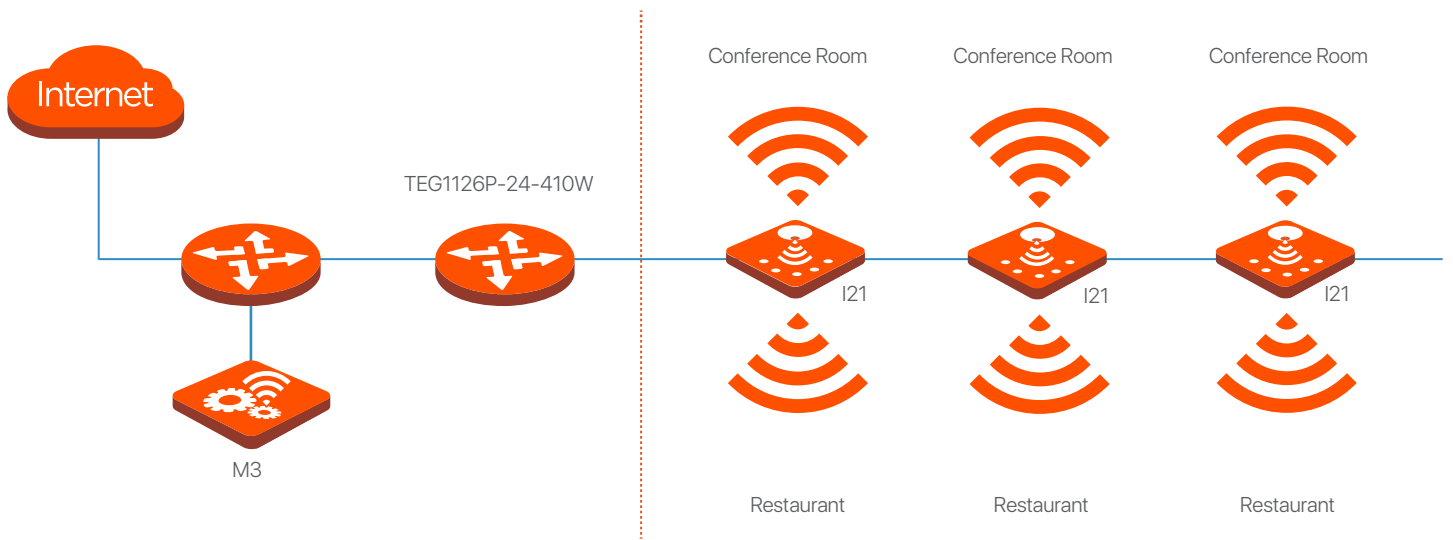 Internet
TEG1126P-24-410W
M3
Conference Room
Conference Room
Conference Room
I21
I21
I21
Restaurant
Restaurant
Restaurant